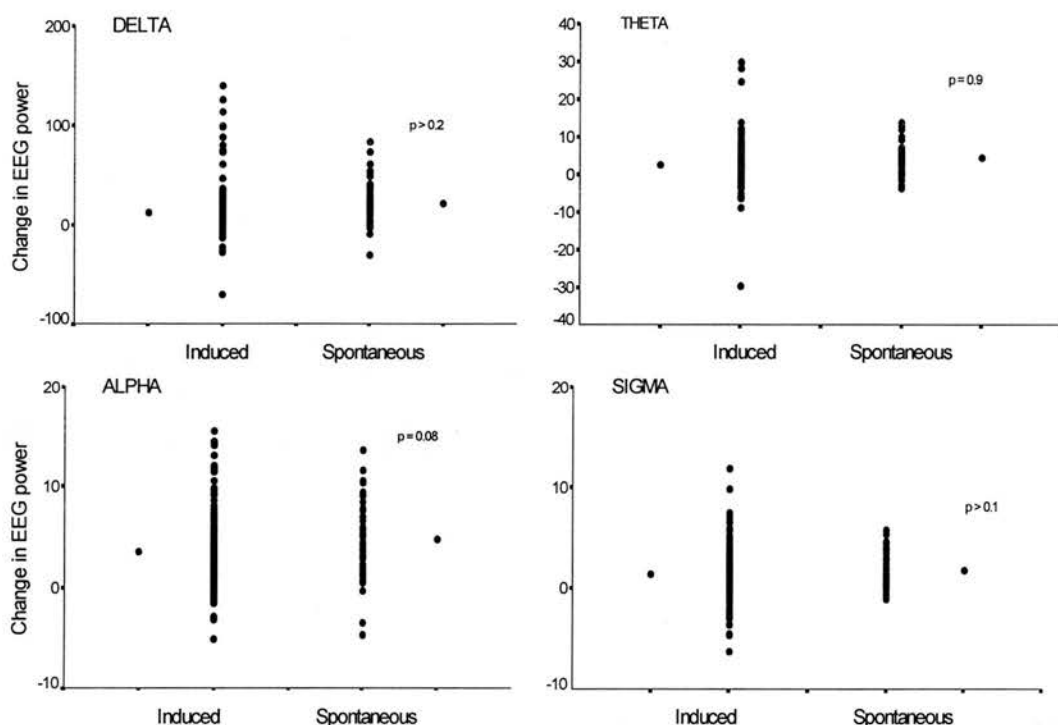 DELTA
200
100
0
-100
Change in EEG power
p > 0.2
Induced Spontaneous
THETA
40
30
20
10
0
-10
-20
-30
-40
p = 0.9
Induced Spontaneous
ALPHA
20
10
0
-10
Change in EEG power
p = 0.08
Induced Spontaneous
SIGMA
20
10
0
-10
p > 0.1
Induced Spontaneous